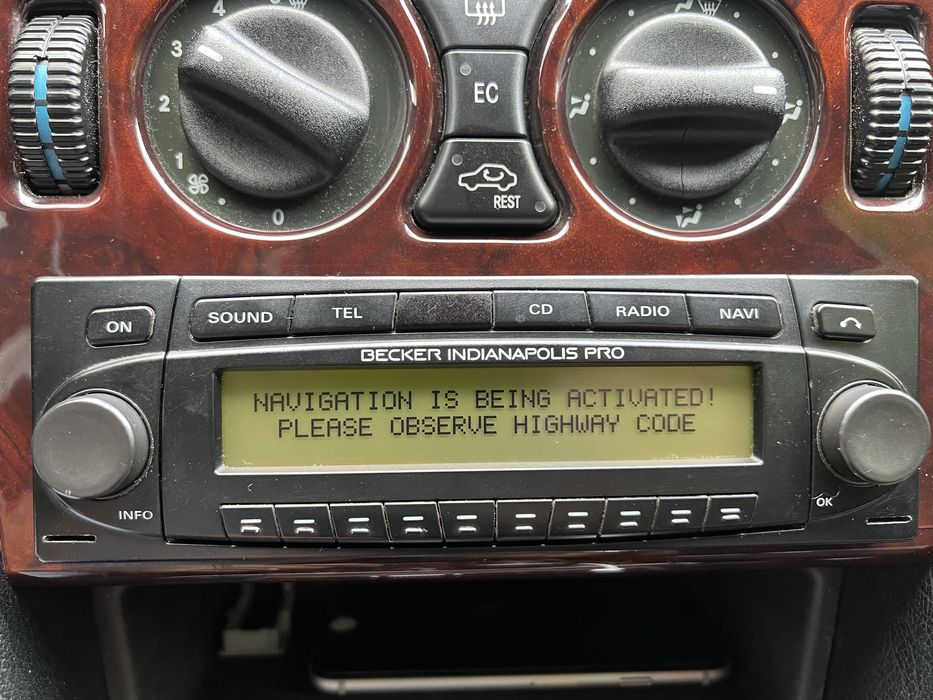 4
3
2
1
0
EC
REST
ON
SOUND
TEL
CD
RADIO
NAVI
BECKER INDIANAPOLIS PRO
NAVIGATION IS BEING ACTIVATED!
PLEASE OBSERVE HIGHWAY CODE
INFO
OK